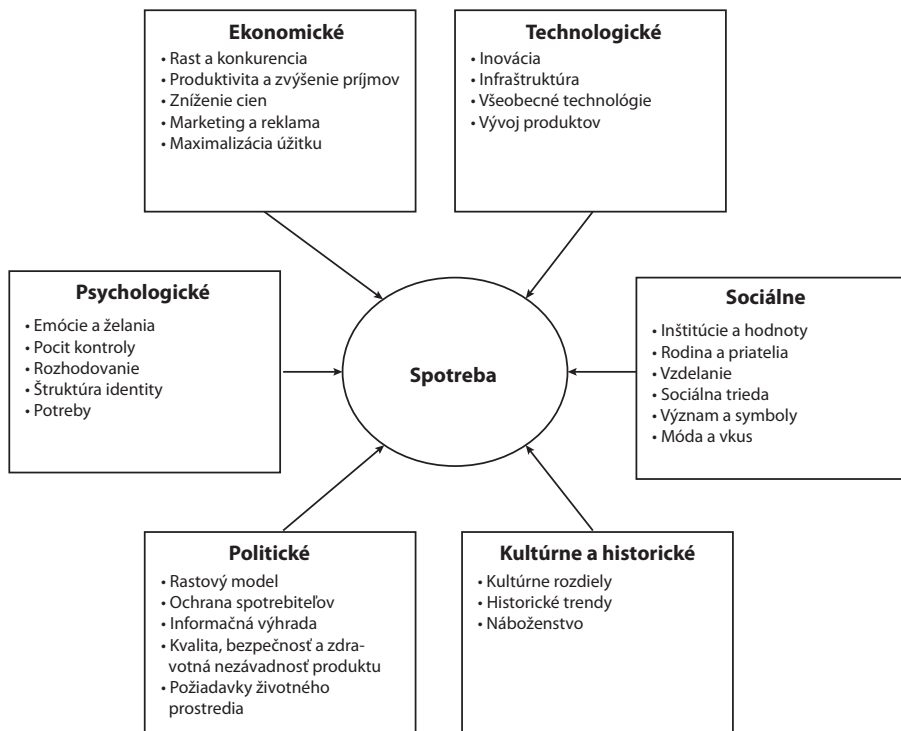 Ekonomické
• Rast a konkurencia
• Produktivita a zvýšenie príjmov
• Zníženie cien
• Marketing a reklama
• Maximalizácia úžitku
Technologické
• Inovácia
• Infraštruktúra
• Všeobecné technológie
• Vývoj produktov
Psychologické
• Emócie a želania
• Pocit kontroly
• Rozhodovanie
• Štruktúra identity
• Potreby
Spotreba
Sociálne
• Inštitúcie a hodnoty
• Rodina a priatelia
• Vzdelanie
• Sociálna trieda
• Význam a symboly
• Móda a vkus
Politické
• Rastový model
• Ochrana spotrebiteľov
• Informačná výhrada
• Kvalita, bezpečnosť a zdra-
votná nezávadnosť produktu
• Požiadavky životného
prostredia
Kultúrne a historické
• Kultúrne rozdiely
• Historické trendy
• Náboženstvo